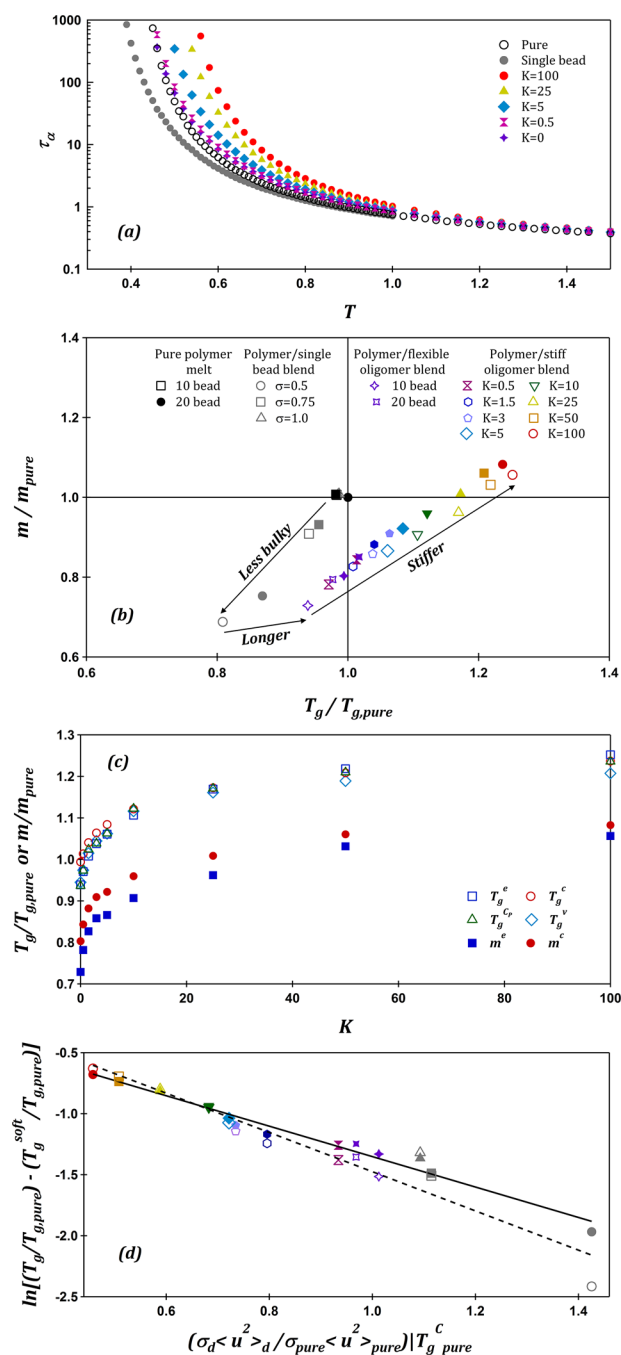 1000
100
10
1
0.1
τα
Pure
Single bead
K=100
K=25
K=5
K=0.5
K=0
(a)
0.4 0.6 0.8 1.0 1.2 1.4
T
1.4
1.2
1.0
0.8
0.6
m / mpure
Pure polymer melt
10 bead
20 bead
Polymer/single bead blend
σ=0.5
σ=0.75
σ=1.0
Polymer/flexible oligomer blend
10 bead
20 bead
Polymer/stiff oligomer blend
K=0.5
K=1.5
K=3
K=5
K=10
K=25
K=50
K=100
Less bulky
Longer
Stiffer
(b)
0.6 0.8 1.0 1.2 1.4
Tg / Tg,pure
1.3
1.2
1.1
1.0
0.9
0.8
0.7
Tg/Tg,pure or m/mpure
(c)
Tg^e
Tg^c
Tg^Cp
Tg^v
m^e
m^c
0 20 40 60 80 100
K
-0.5
-1.0
-1.5
-2.0
-2.5
ln[(Tg/Tg,pure) - (Tg^soft/Tg,pure)]
(d)
0.6 0.8 1.0 1.2 1.4
(σd<u²>d/σpure<u²>pure)|Tg^C pure